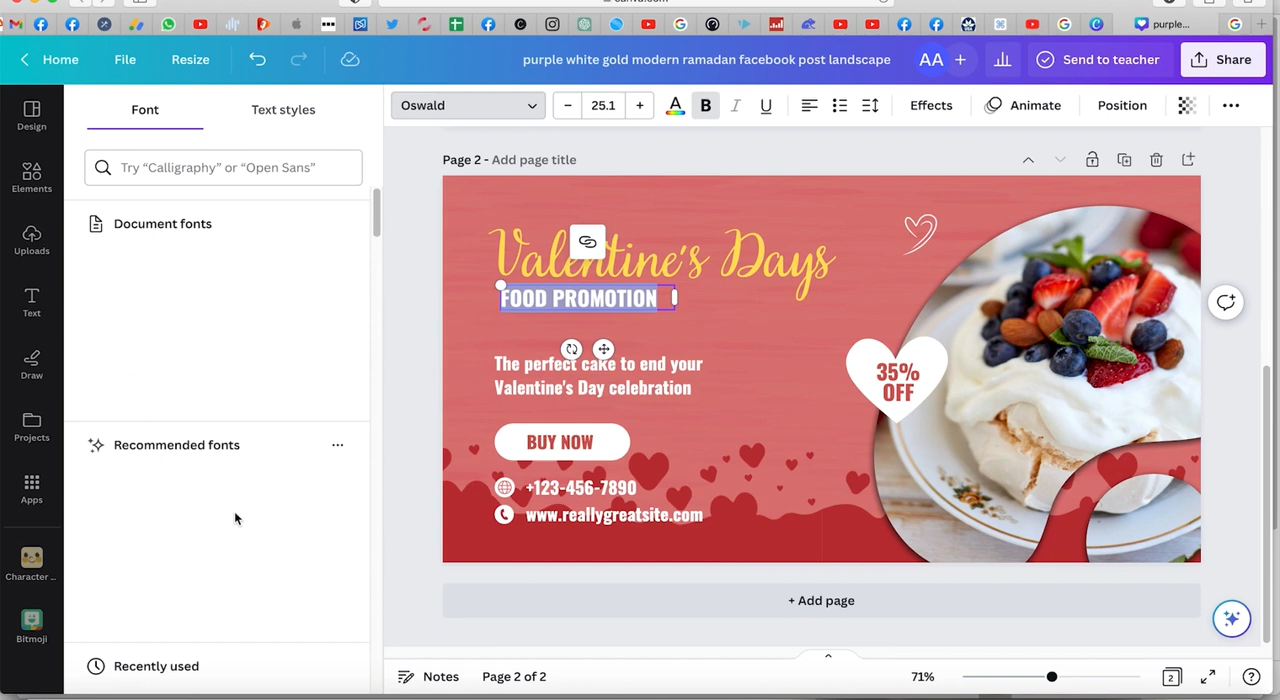 canva.com
purple...
Home
File
Resize
purple white gold modern ramadan facebook post landscape
AA
+
Send to teacher
Share
Design
Elements
Uploads
Text
Draw
Projects
Apps
Character ...
Bitmoji
Font
Text styles
Try “Calligraphy” or “Open Sans”
Document fonts
Recommended fonts
Recently used
Oswald
– 25.1 +
A B I U
Effects
Animate
Position
Page 2 - Add page title
Valentine's Days
FOOD PROMOTION
The perfect cake to end your
Valentine's Day celebration
35%
OFF
BUY NOW
+123-456-7890
www.reallygreatsite.com
+ Add page
Notes
Page 2 of 2
71%
2
?